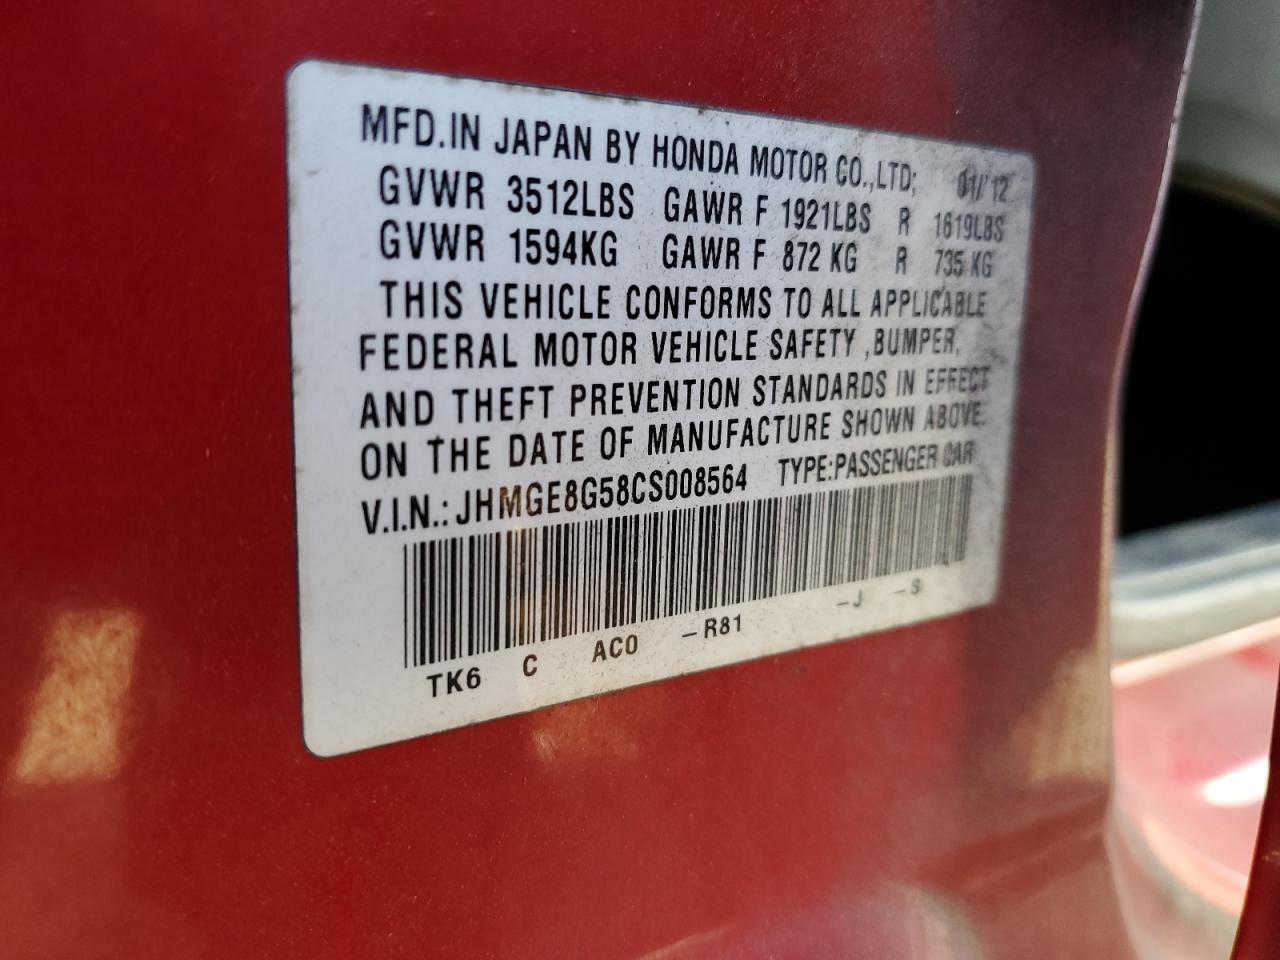 MFD.IN JAPAN BY HONDA MOTOR CO.,LTD; 01/'12
GVWR 3512LBS GAWR F 1921LBS R 1619LBS
GVWR 1594KG GAWR F 872 KG R 735 KG
THIS VEHICLE CONFORMS TO ALL APPLICABLE
FEDERAL MOTOR VEHICLE SAFETY ,BUMPER,
AND THEFT PREVENTION STANDARDS IN EFFECT
ON THE DATE OF MANUFACTURE SHOWN ABOVE.
V.I.N.: JHMGE8G58CS008564 TYPE:PASSENGER CAR
TK6 C AC0 –R81 –J –S